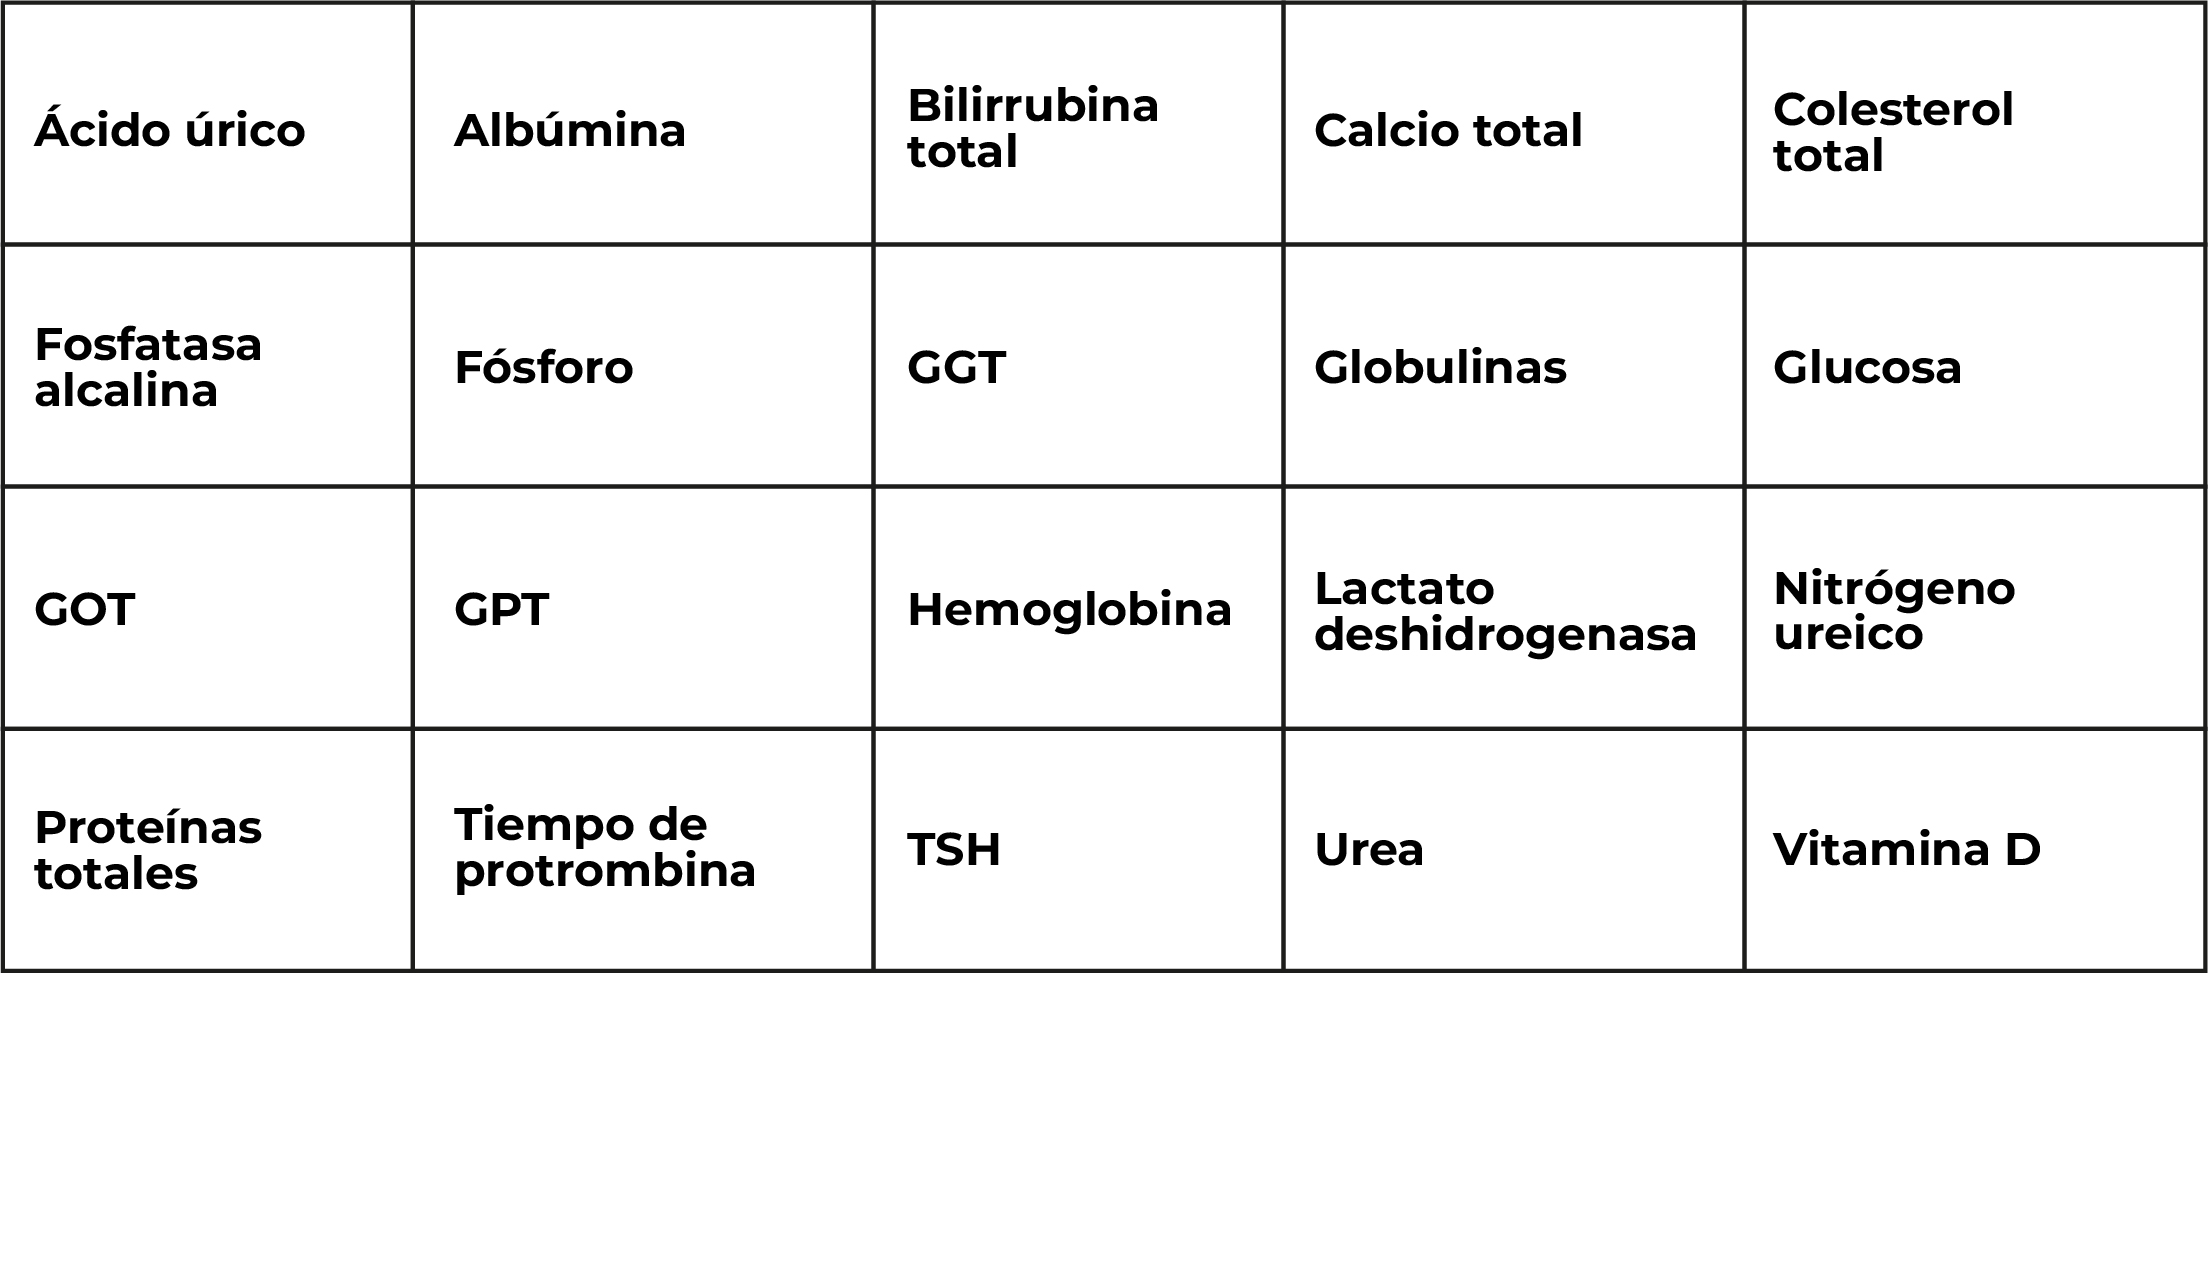 Ácido úrico
Albúmina
Bilirrubina
total
Calcio total
Colesterol
total
Fosfatasa
alcalina
Fósforo
GGT
Globulinas
Glucosa
GOT
GPT
Hemoglobina
Lactato
deshidrogenasa
Nitrógeno
ureico
Proteínas
totales
Tiempo de
protrombina
TSH
Urea
Vitamina D